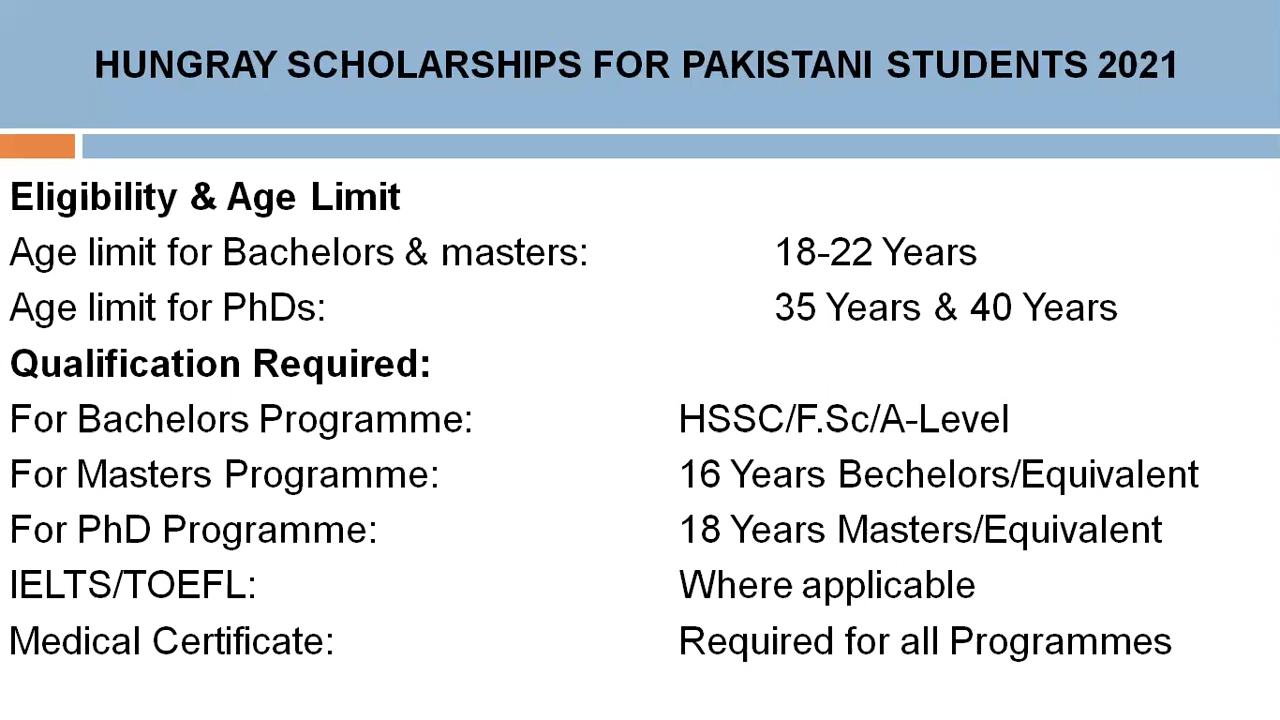 HUNGRAY SCHOLARSHIPS FOR PAKISTANI STUDENTS 2021
Eligibility & Age Limit
Age limit for Bachelors & masters: 18-22 Years
Age limit for PhDs: 35 Years & 40 Years
Qualification Required:
For Bachelors Programme: HSSC/F.Sc/A-Level
For Masters Programme: 16 Years Bechelors/Equivalent
For PhD Programme: 18 Years Masters/Equivalent
IELTS/TOEFL: Where applicable
Medical Certificate: Required for all Programmes